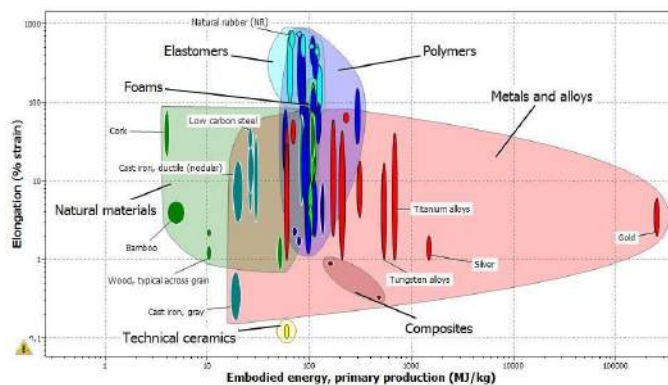 1000
100
10
1
0.1
Elongation (% strain)
Natural rubber (NR)
Elastomers
Polymers
Foams
Metals and alloys
Low carbon steel
Cork
Cast iron, ductile (nodular)
Natural materials
Titanium alloys
Gold
Bamboo
Silver
Wood, typical across grain
Tungsten alloys
Cast iron, gray
Composites
Technical ceramics
1
10
100
1000
10000
100000
Embodied energy, primary production (MJ/kg)